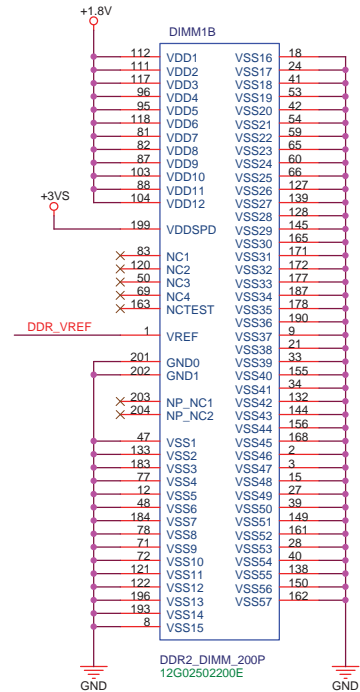 +1.8V
DIMM1B
112 VDD1 VSS16 18
111 VDD2 VSS17 24
117 VDD3 VSS18 41
96 VDD4 VSS19 53
95 VDD5 VSS20 42
118 VDD6 VSS21 54
81 VDD7 VSS22 59
82 VDD8 VSS23 65
87 VDD9 VSS24 60
103 VDD10 VSS25 66
88 VDD11 VSS26 127
104 VDD12 VSS27 139
+3VS
VSS28 128
199 VDDSPD VSS29 145
VSS30 165
83 NC1 VSS31 171
120 NC2 VSS32 172
50 NC3 VSS33 177
69 NC4 VSS34 187
163 NCTEST VSS35 178
VSS36 190
DDR_VREF 1 VREF VSS37 9
VSS38 21
201 GND0 VSS39 33
202 GND1 VSS40 155
VSS41 34
203 NP_NC1 VSS42 132
204 NP_NC2 VSS43 144
VSS44 156
47 VSS1 VSS45 168
133 VSS2 VSS46 2
183 VSS3 VSS47 3
77 VSS4 VSS48 15
12 VSS5 VSS49 27
48 VSS6 VSS50 39
184 VSS7 VSS51 149
78 VSS8 VSS52 161
71 VSS9 VSS53 28
72 VSS10 VSS54 40
121 VSS11 VSS55 138
122 VSS12 VSS56 150
196 VSS13 VSS57 162
193 VSS14
8 VSS15
DDR2_DIMM_200P
12G02502200E
GND
GND